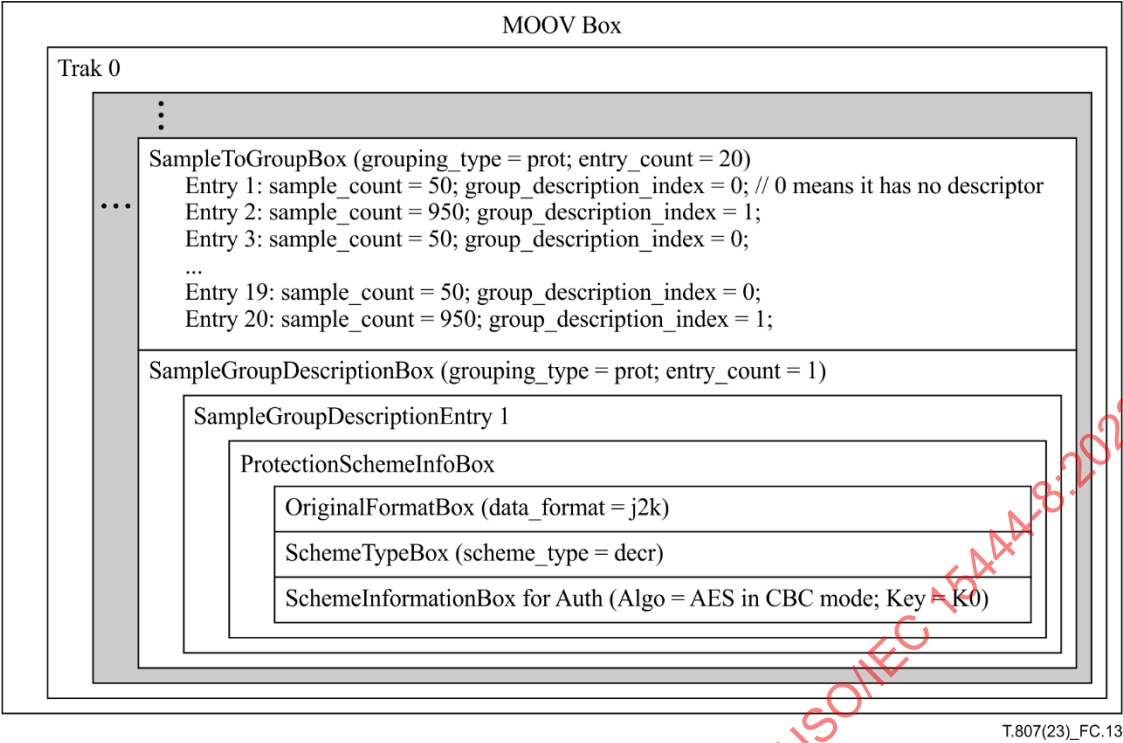 MOOV Box
Trak 0
⋮
SampleToGroupBox (grouping_type = prot; entry_count = 20)
Entry 1: sample_count = 50; group_description_index = 0; // 0 means it has no descriptor
...
Entry 2: sample_count = 950; group_description_index = 1;
Entry 3: sample_count = 50; group_description_index = 0;
...
Entry 19: sample_count = 50; group_description_index = 0;
Entry 20: sample_count = 950; group_description_index = 1;
SampleGroupDescriptionBox (grouping_type = prot; entry_count = 1)
SampleGroupDescriptionEntry 1
ProtectionSchemeInfoBox
OriginalFormatBox (data_format = j2k)
SchemeTypeBox (scheme_type = decr)
SchemeInformationBox for Auth (Algo = AES in CBC mode; Key = K0)
T.807(23)_FC.13